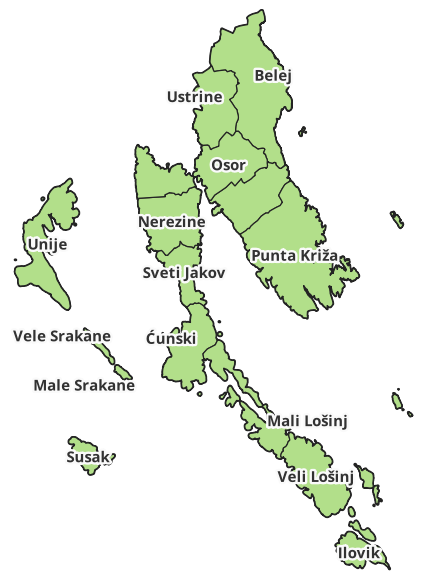 Belej
Ustrine
Osor
Nerezine
Unije
Punta Križa
Sveti Jakov
Vele Srakane
Ćunski
Male Srakane
Mali Lošinj
Susak
Veli Lošinj
Ilovik